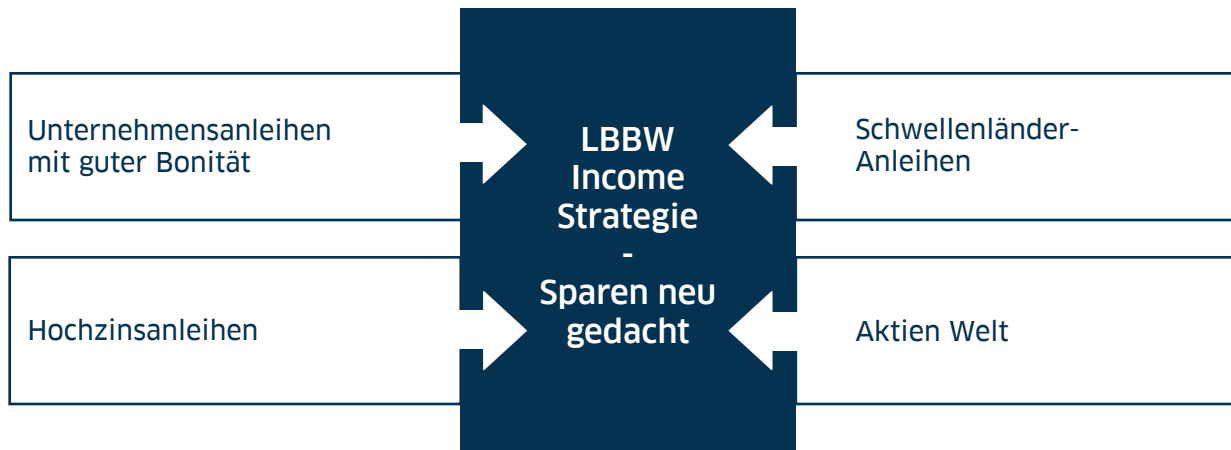 Unternehmensanleihen
mit guter Bonität
Hochzinsanleihen
LBBW
Income
Strategie
-
Sparen neu
gedacht
Schwellenländer-
Anleihen
Aktien Welt